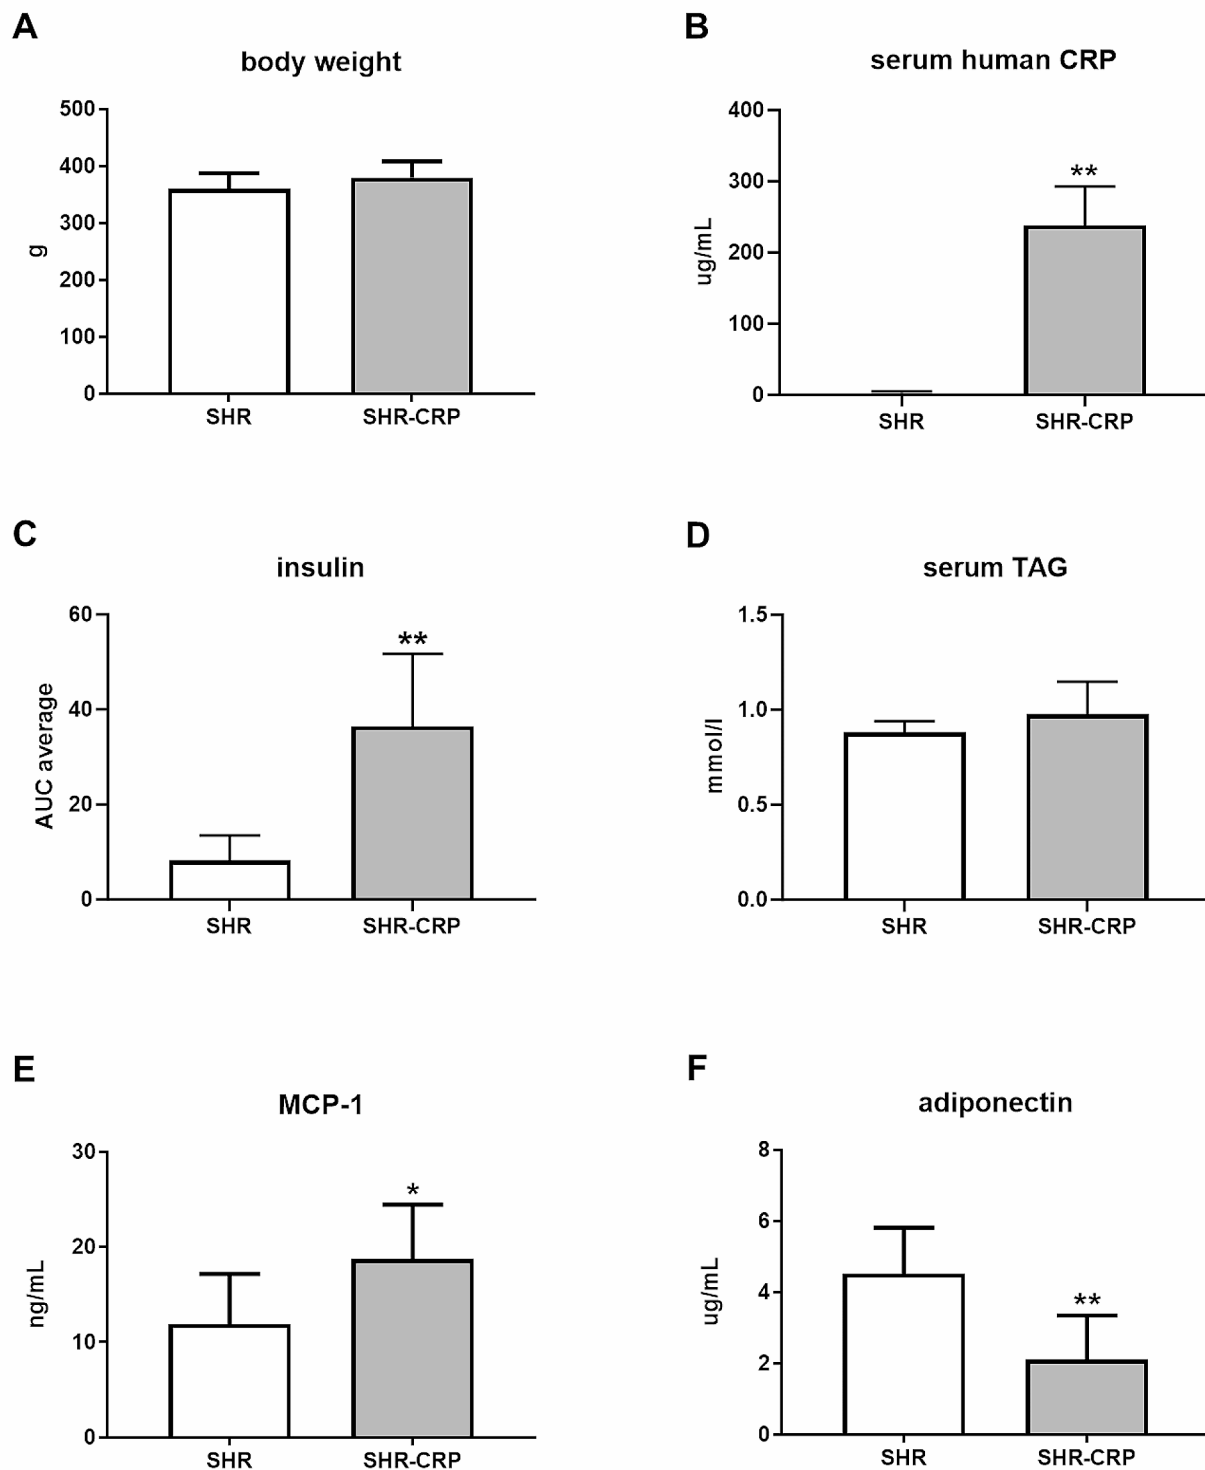 A
body weight
500
400
300
200
100
0
g
SHR
SHR-CRP
B
serum human CRP
400
300
200
100
0
ug/mL
**
SHR
SHR-CRP
C
insulin
60
40
20
0
AUC average
**
SHR
SHR-CRP
D
serum TAG
1.5
1.0
0.5
0.0
mmol/l
SHR
SHR-CRP
E
MCP-1
30
20
10
0
ng/mL
*
SHR
SHR-CRP
F
adiponectin
8
6
4
2
0
ug/mL
**
SHR
SHR-CRP